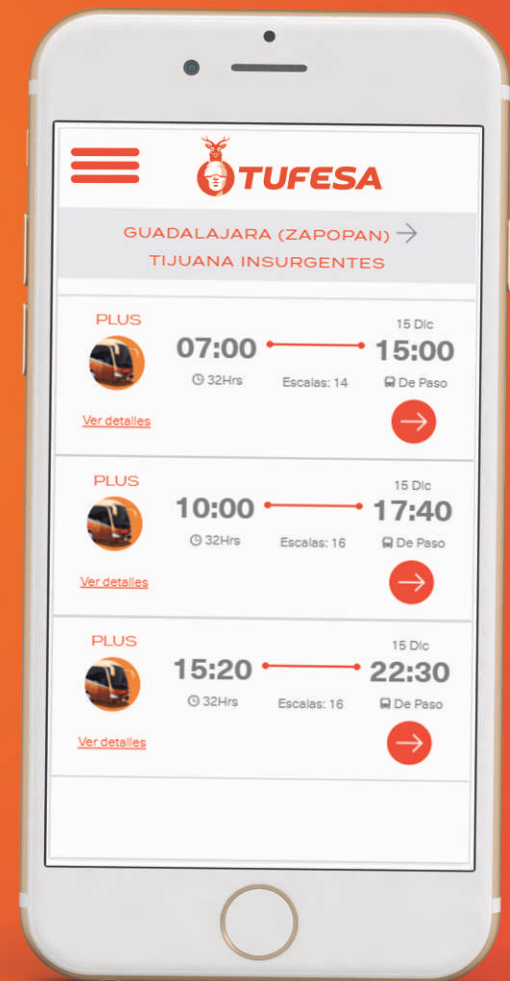 TUFESA
GUADALAJARA (ZAPOPAN) →
TIJUANA INSURGENTES
PLUS
15 Dic
07:00 15:00
32Hrs Escalas: 14 De Paso
Ver detalles
PLUS
15 Dic
10:00 17:40
32Hrs Escalas: 16 De Paso
Ver detalles
PLUS
15 Dic
15:20 22:30
32Hrs Escalas: 16 De Paso
Ver detalles